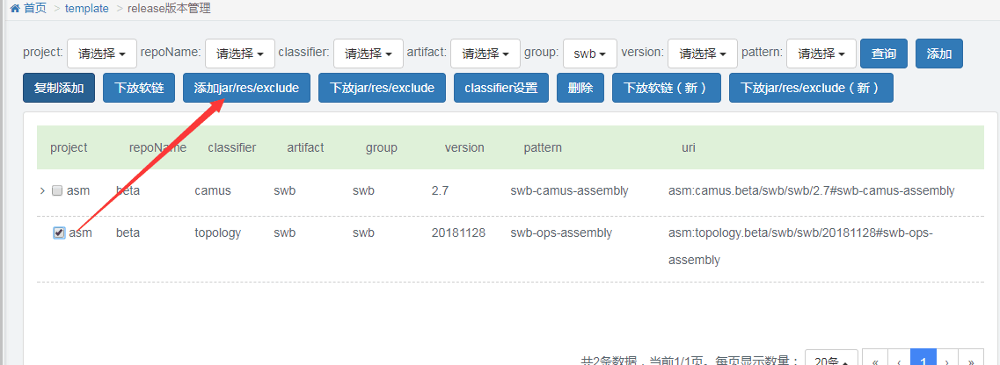 首页 > template > release版本管理
project: 请选择 repoName: 请选择 classifier: 请选择 artifact: 请选择 group: swb version: 请选择 pattern: 请选择 查询 添加
复制添加 下放软链 添加jar/res/exclude 下放jar/res/exclude classifier设置 删除 下放软链（新） 下放jar/res/exclude（新）
project repoName classifier artifact group version pattern uri
> asm beta camus swb swb 2.7 swb-camus-assembly asm:camus.beta/swb/swb/2.7#swb-camus-assembly
asm beta topology swb swb 20181128 swb-ops-assembly asm:topology.beta/swb/swb/20181128#swb-ops-
assembly
共2条数据，当前1/1页。每页显示数量： 20条 « ‹ 1 › »